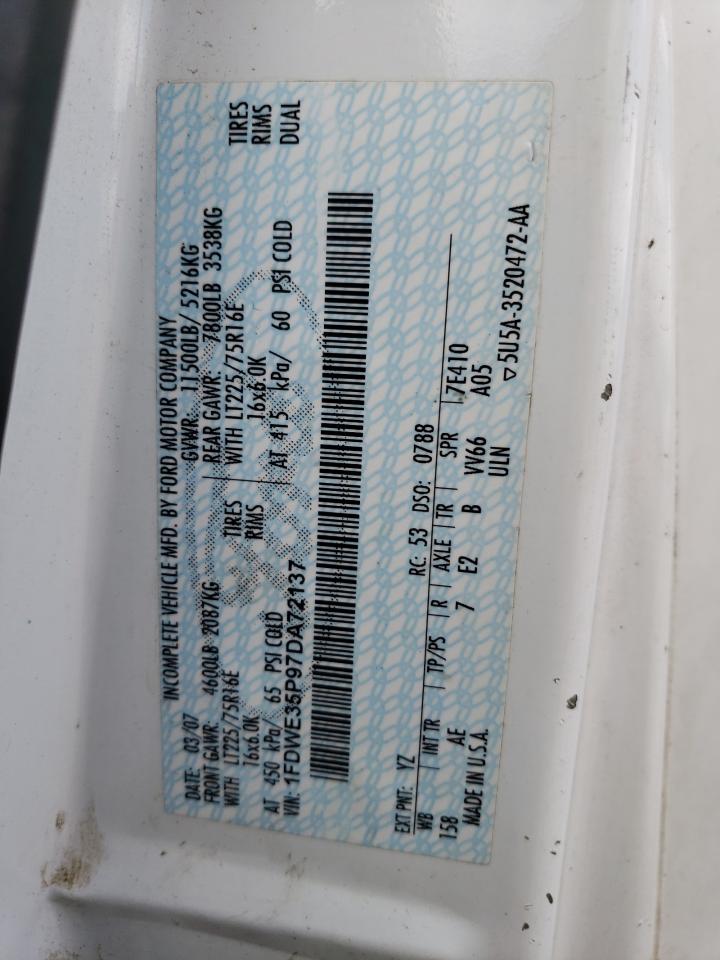 INCOMPLETE VEHICLE MFD. BY FORD MOTOR COMPANY
DATE: 03/07 GVWR: 11500LB/ 5216KG
FRONT GAWR: 4600LB 2087KG REAR GAWR: 7800LB 3538KG
WITH LT225/75R16E TIRES WITH LT225/75R16E TIRES
16x6.0K RIMS 16x6.0K RIMS
AT 450 kPa/ 65 PSI COLD AT 415 kPa/ 60 PSI COLD DUAL
VIN: 1FDWE35P97DA72137
EXT PNT: YZ RC: 53 DSO: 0788
WB | INT TR | TP/PS | R | AXLE | TR | SPR
158 AE 7 E2 B VV66 1.7E410
MADE IN U.S.A. ULN A05
▽5U5A-3520472-AA